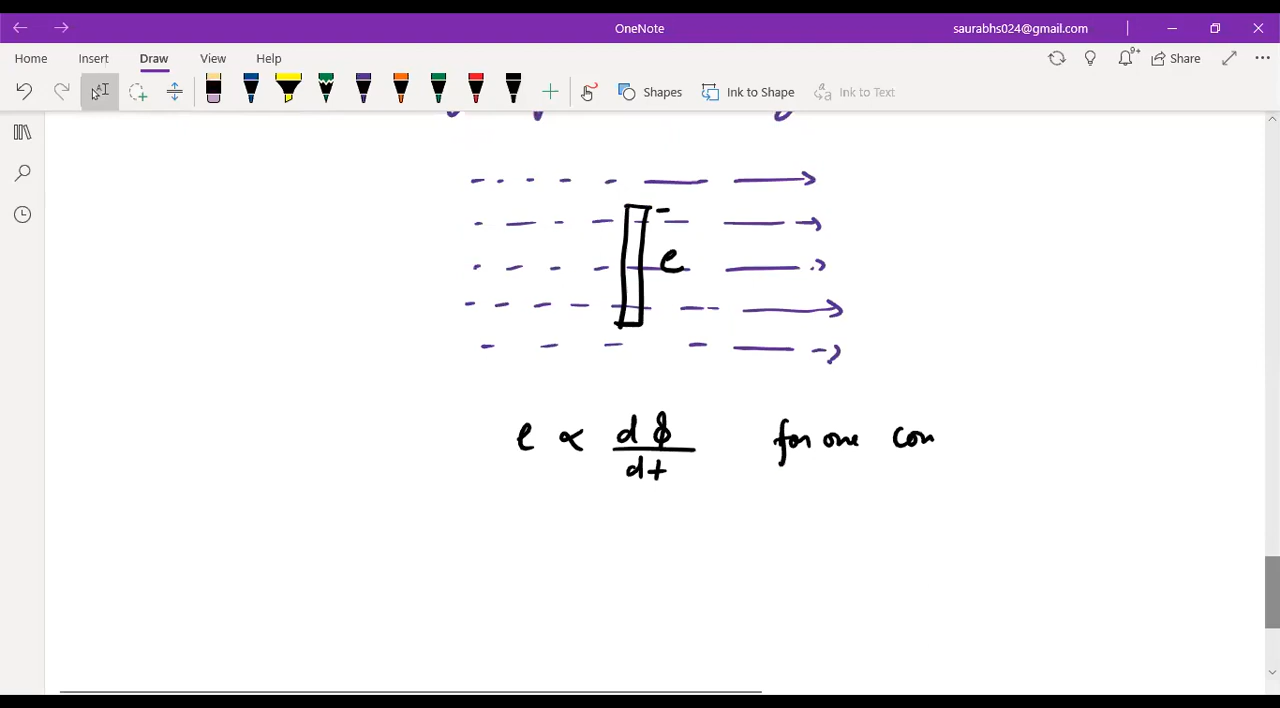 OneNote
saurabhs024@gmail.com
Home Insert Draw View Help
Share
Shapes Ink to Shape Ink to Text
e
e ∝ dφ/dt for one con